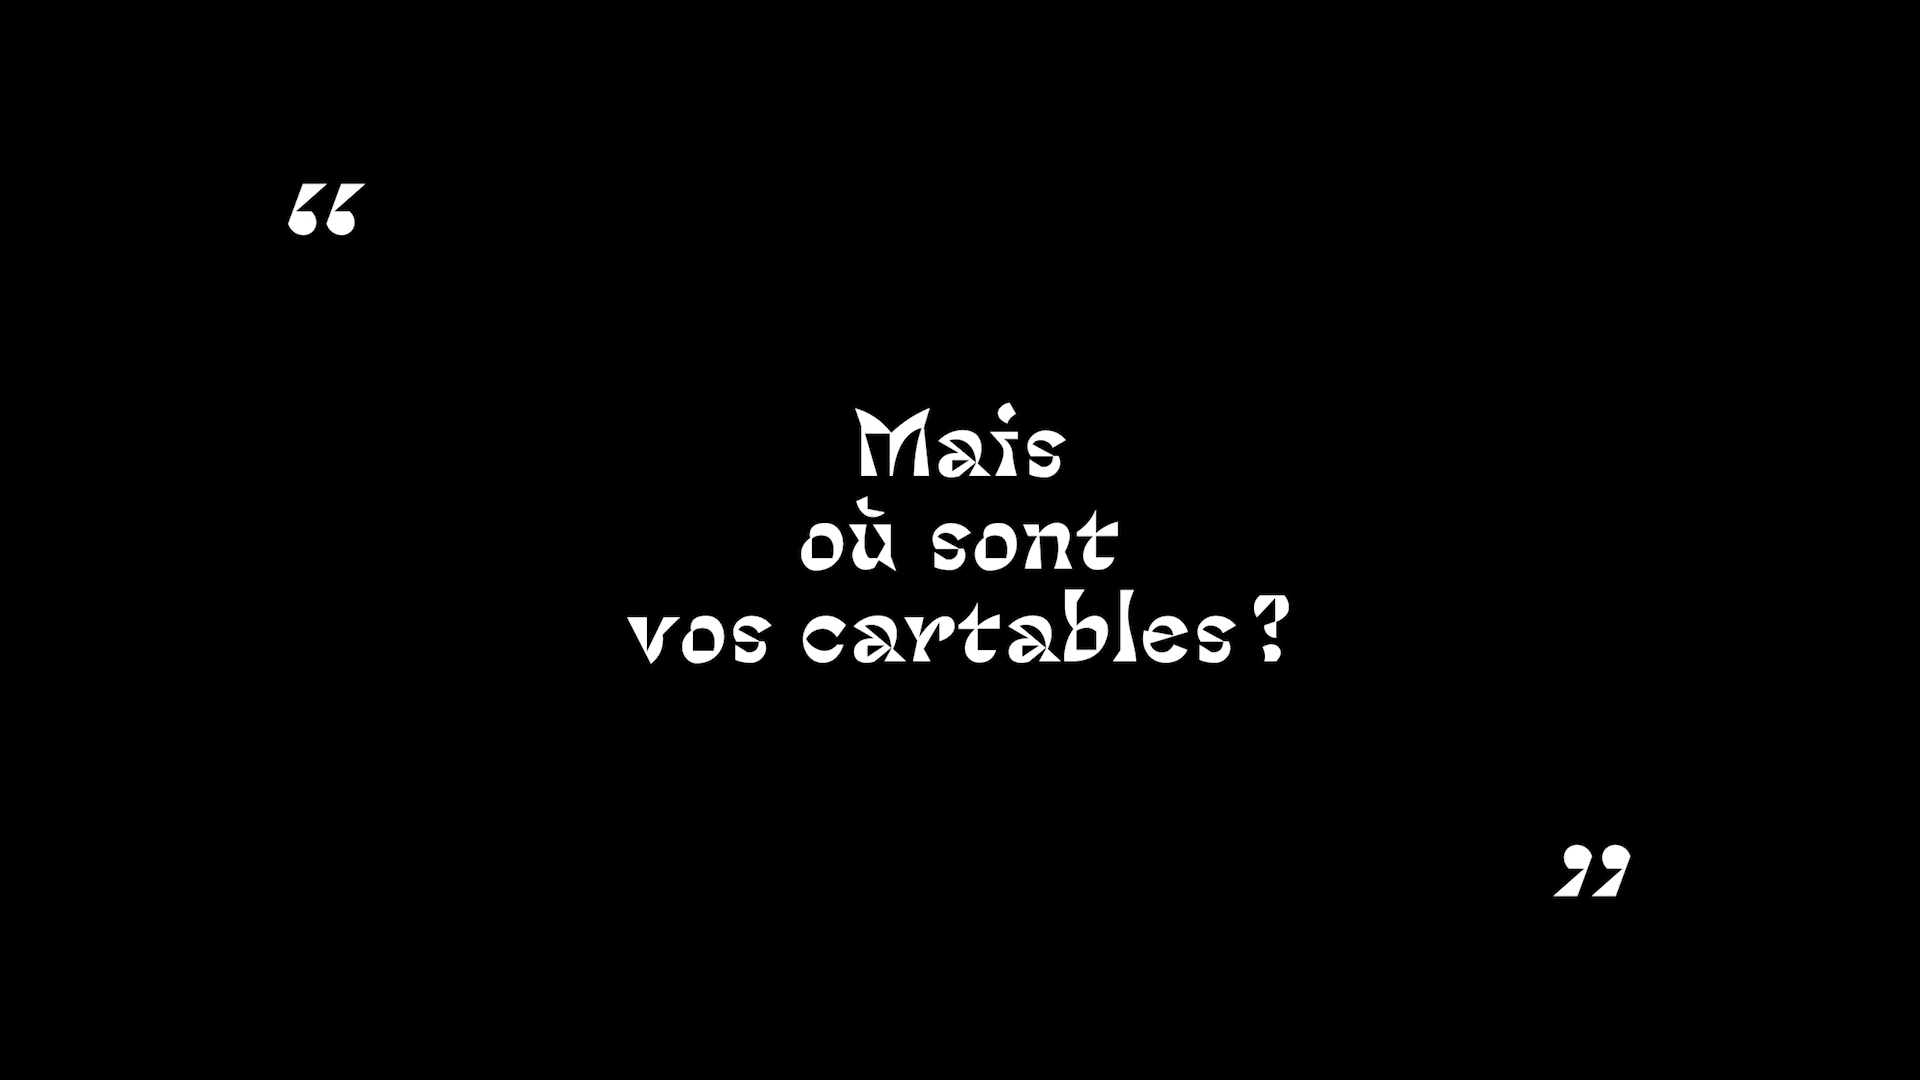 “
Mais
où sont
vos cartables ?
”